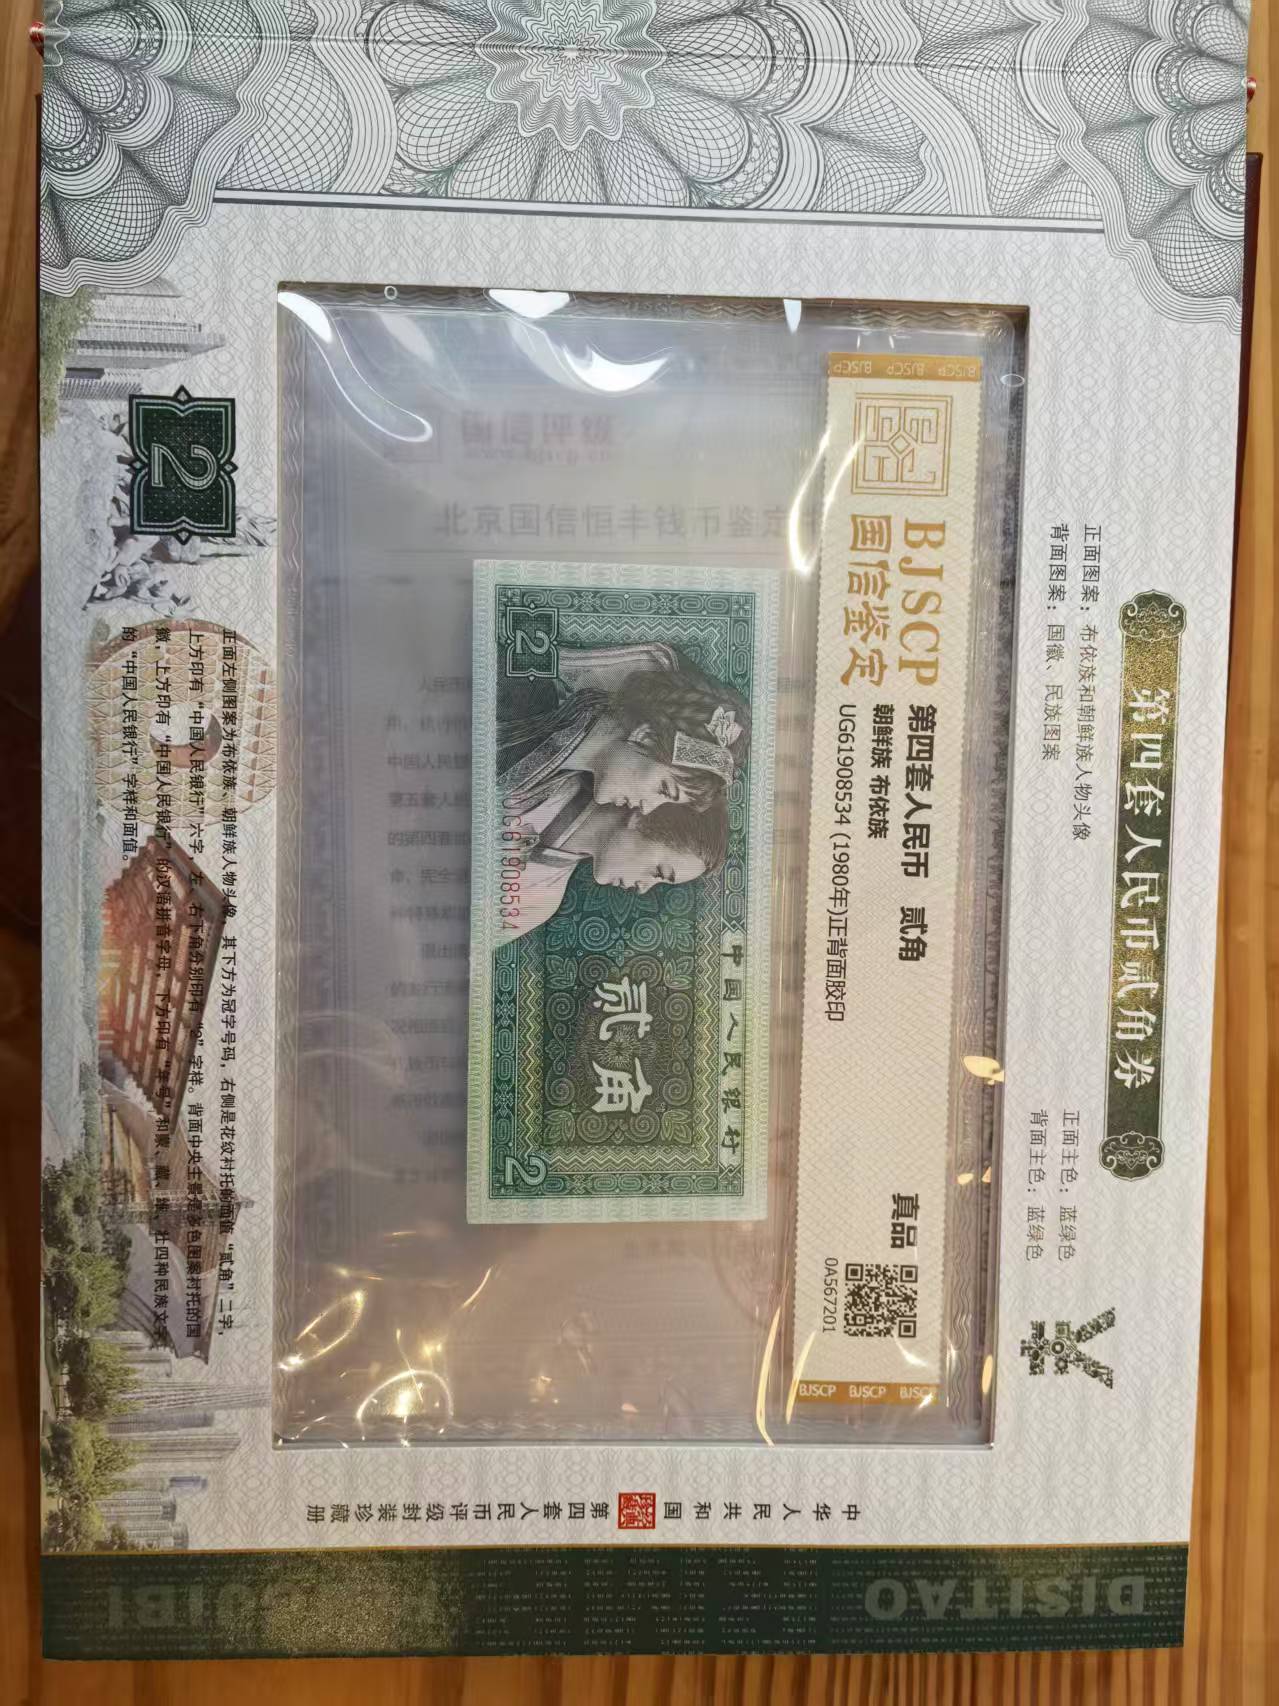 第四套人民币贰角券
正面图案：布依族和朝鲜族人物头像
背面图案：国徽、民族图案
正面主色：蓝绿色
背面主色：蓝绿色
BJSCP BJSCP BJSCP
BJSCP
国信鉴定
第四套人民币 贰角
朝鲜族 布依族
UG61908534 (1980年)正背面胶印
真品
0A567201
BJSCP BJSCP BJSCP
国信评级
北京国信恒丰钱币鉴定
中国人民银行
贰角
2
2
UG61908534
2
正面左侧图案为布依族、朝鲜族人物头像，其下方为冠字号码，右侧是花纹衬托的面值“贰角”二字，
上方印有“中国人民银行”六字，左、右下角分别印有“2”字样。背面中央主景是多色图案衬托的国
徽，上方印有“中国人民银行”的汉语拼音字母，下方印有“年号”和蒙、藏、维、壮四种民族文字
的“中国人民银行”字样和面值。
中华人民共和国
第四套人民币评级封装珍藏册
DISITAO